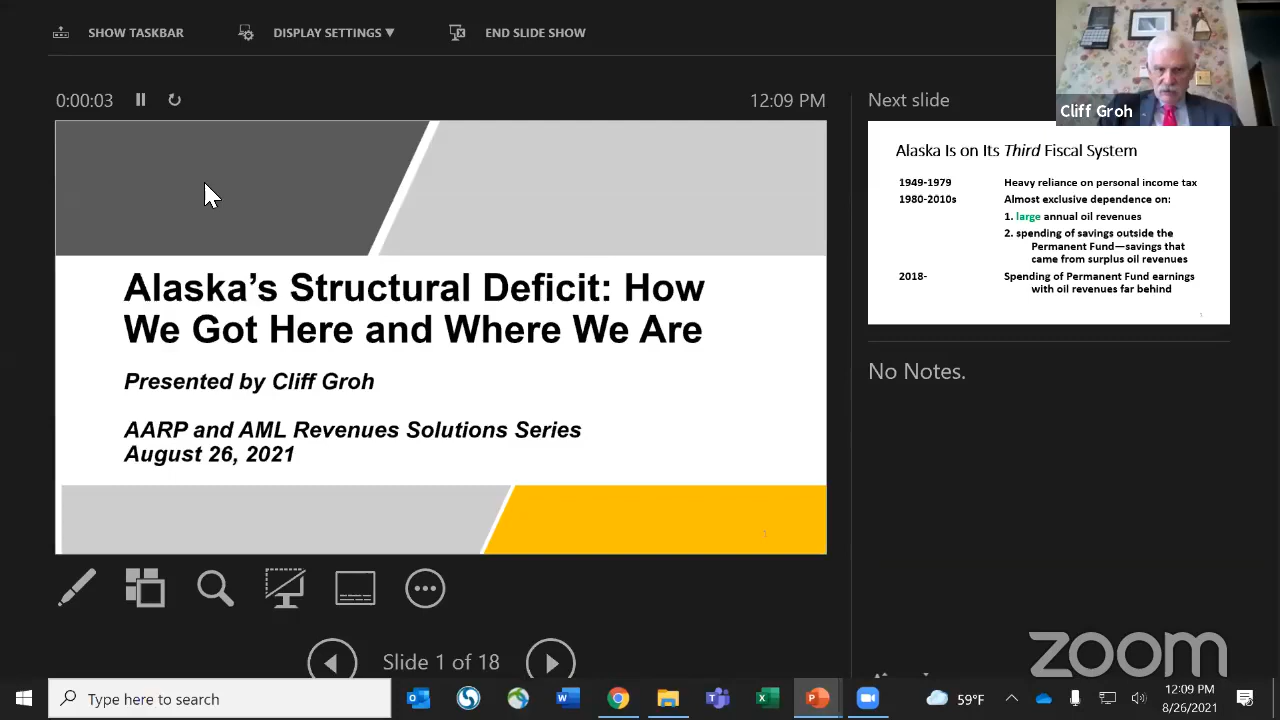 SHOW TASKBAR
DISPLAY SETTINGS ▼
END SLIDE SHOW
0:00:03
12:09 PM
Next slide
Cliff Groh
Alaska's Structural Deficit: How
We Got Here and Where We Are
Presented by Cliff Groh
AARP and AML Revenues Solutions Series
August 26, 2021
1
Alaska Is on Its Third Fiscal System
1949-1979 Heavy reliance on personal income tax
1980-2010s Almost exclusive dependence on:
1. large annual oil revenues
2. spending of savings outside the
Permanent Fund—savings that
came from surplus oil revenues
2018- Spending of Permanent Fund earnings
with oil revenues far behind
1
No Notes.
Slide 1 of 18
zoom
Type here to search
59°F
12:09 PM
8/26/2021